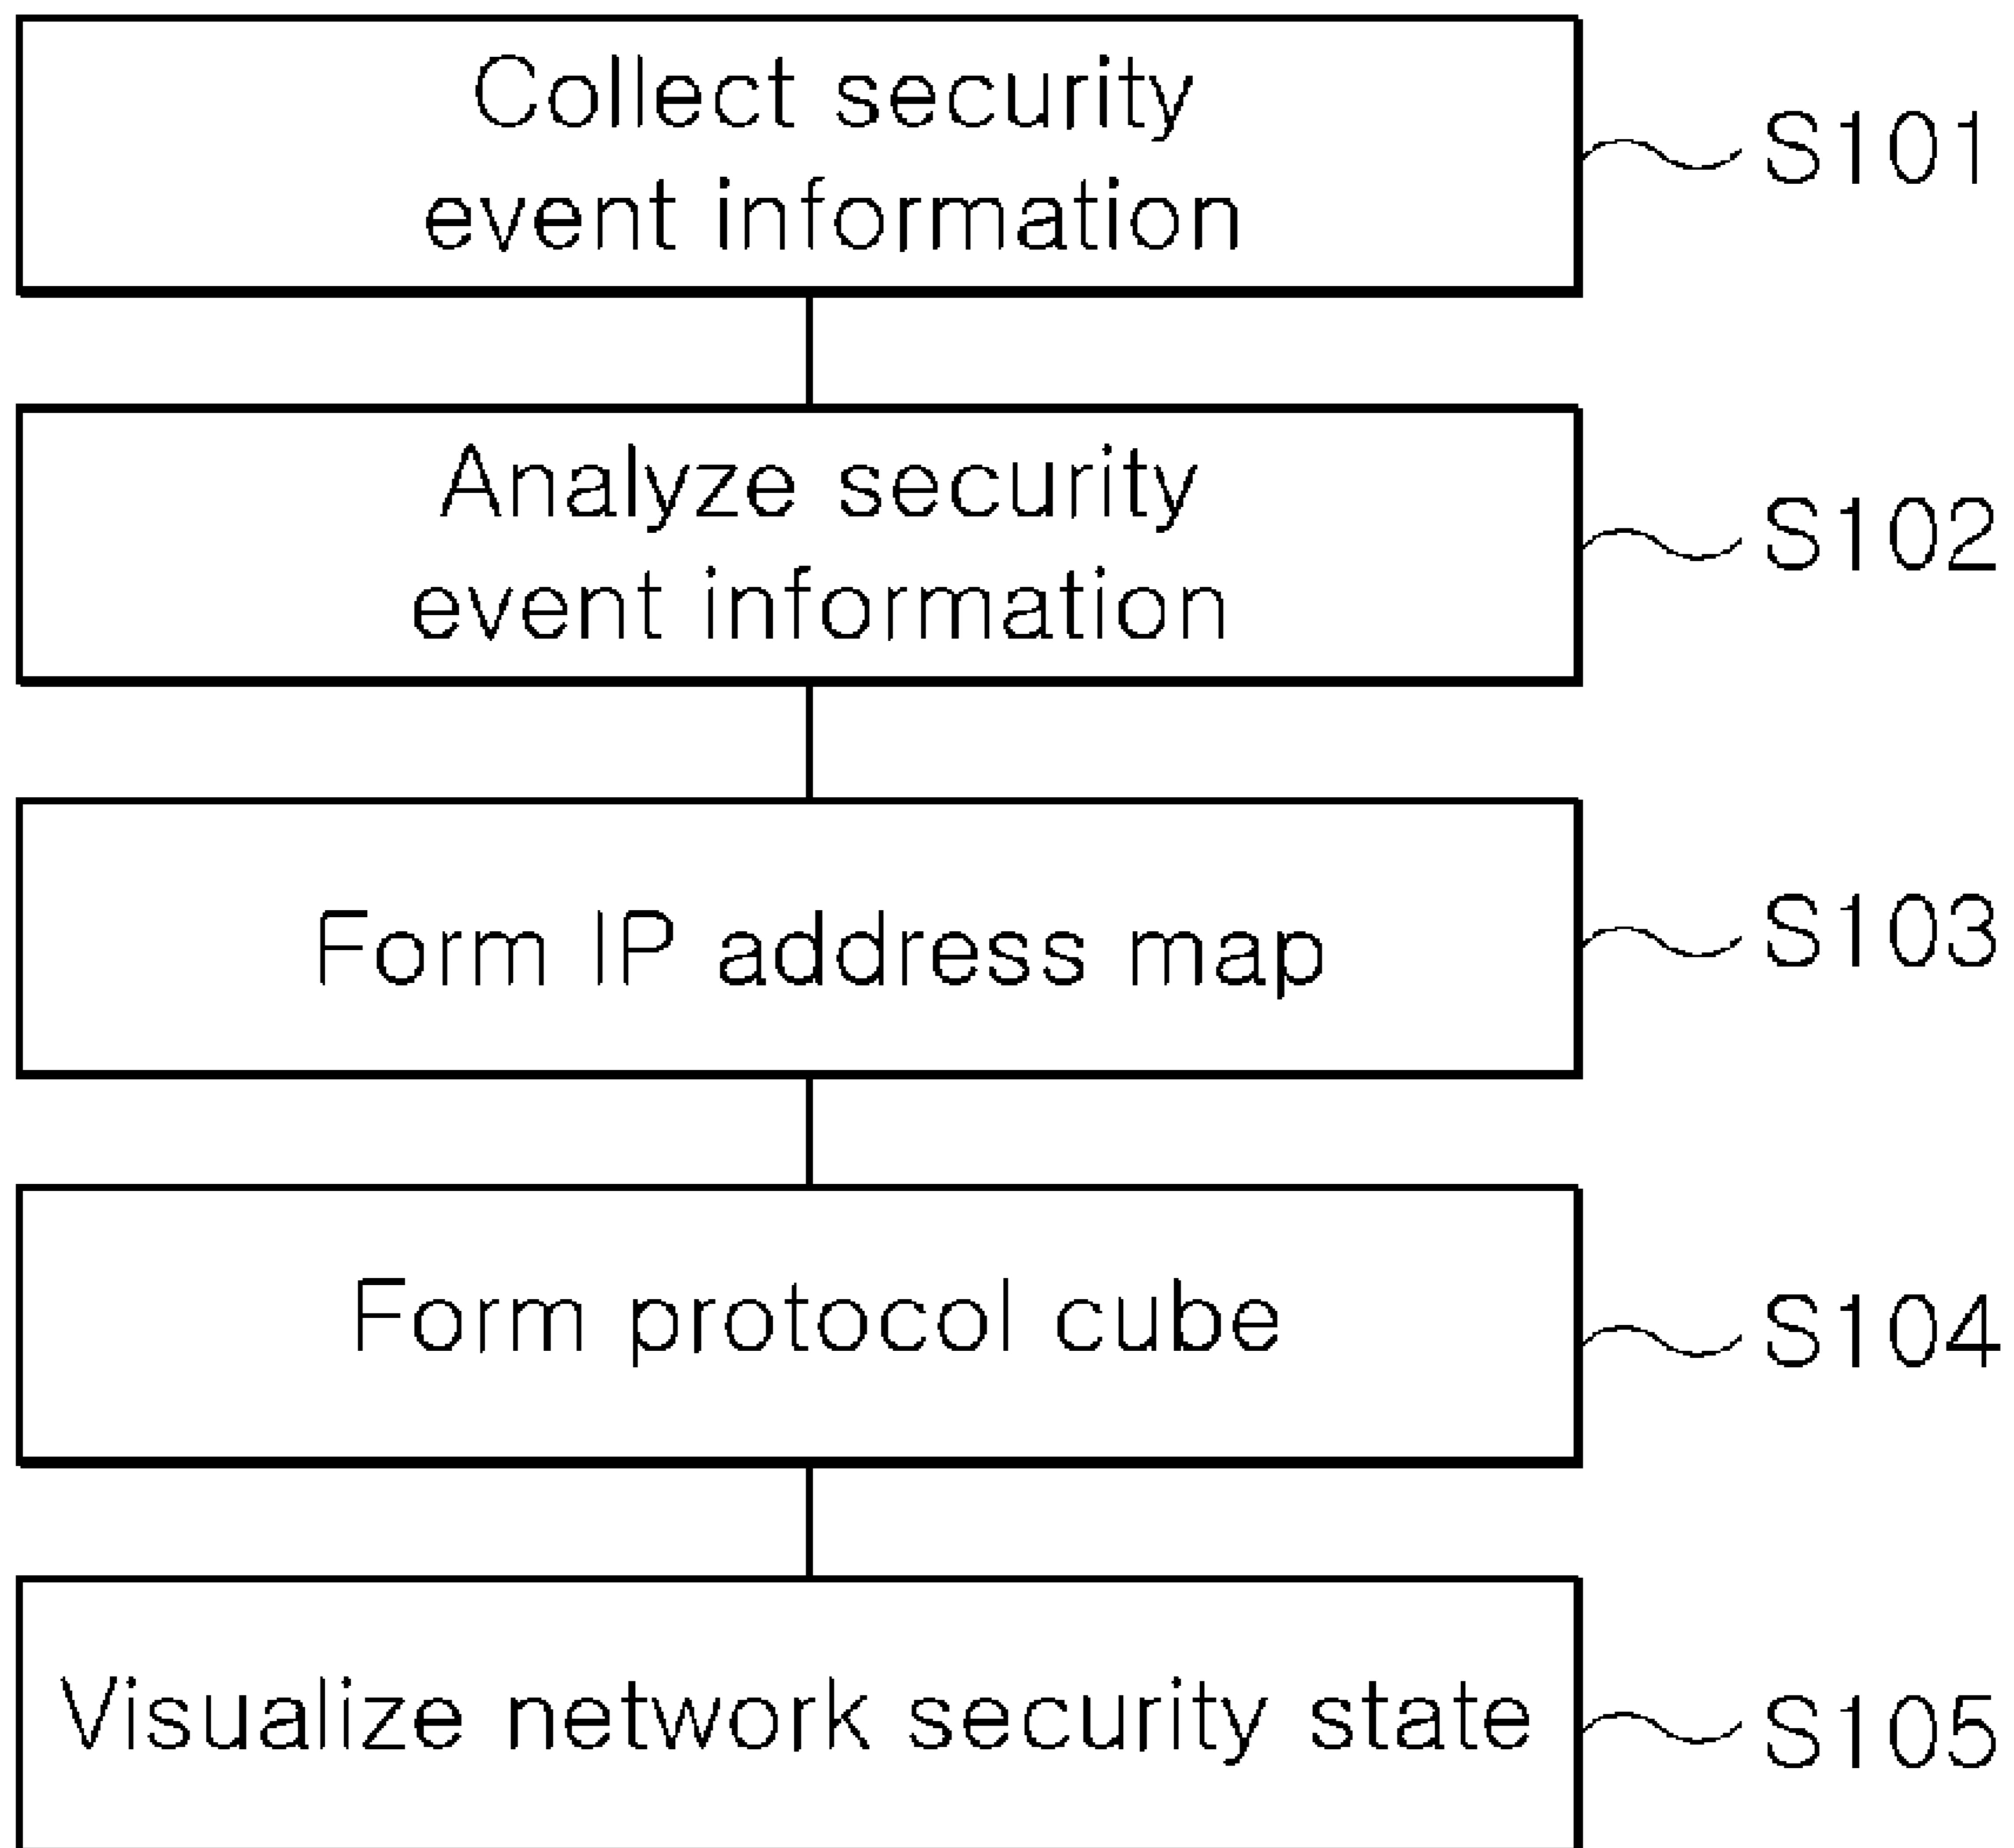 Collect security
event information
S101
Analyze security
event information
S102
Form IP address map
S103
Form protocol cube
S104
Visualize network security state
S105